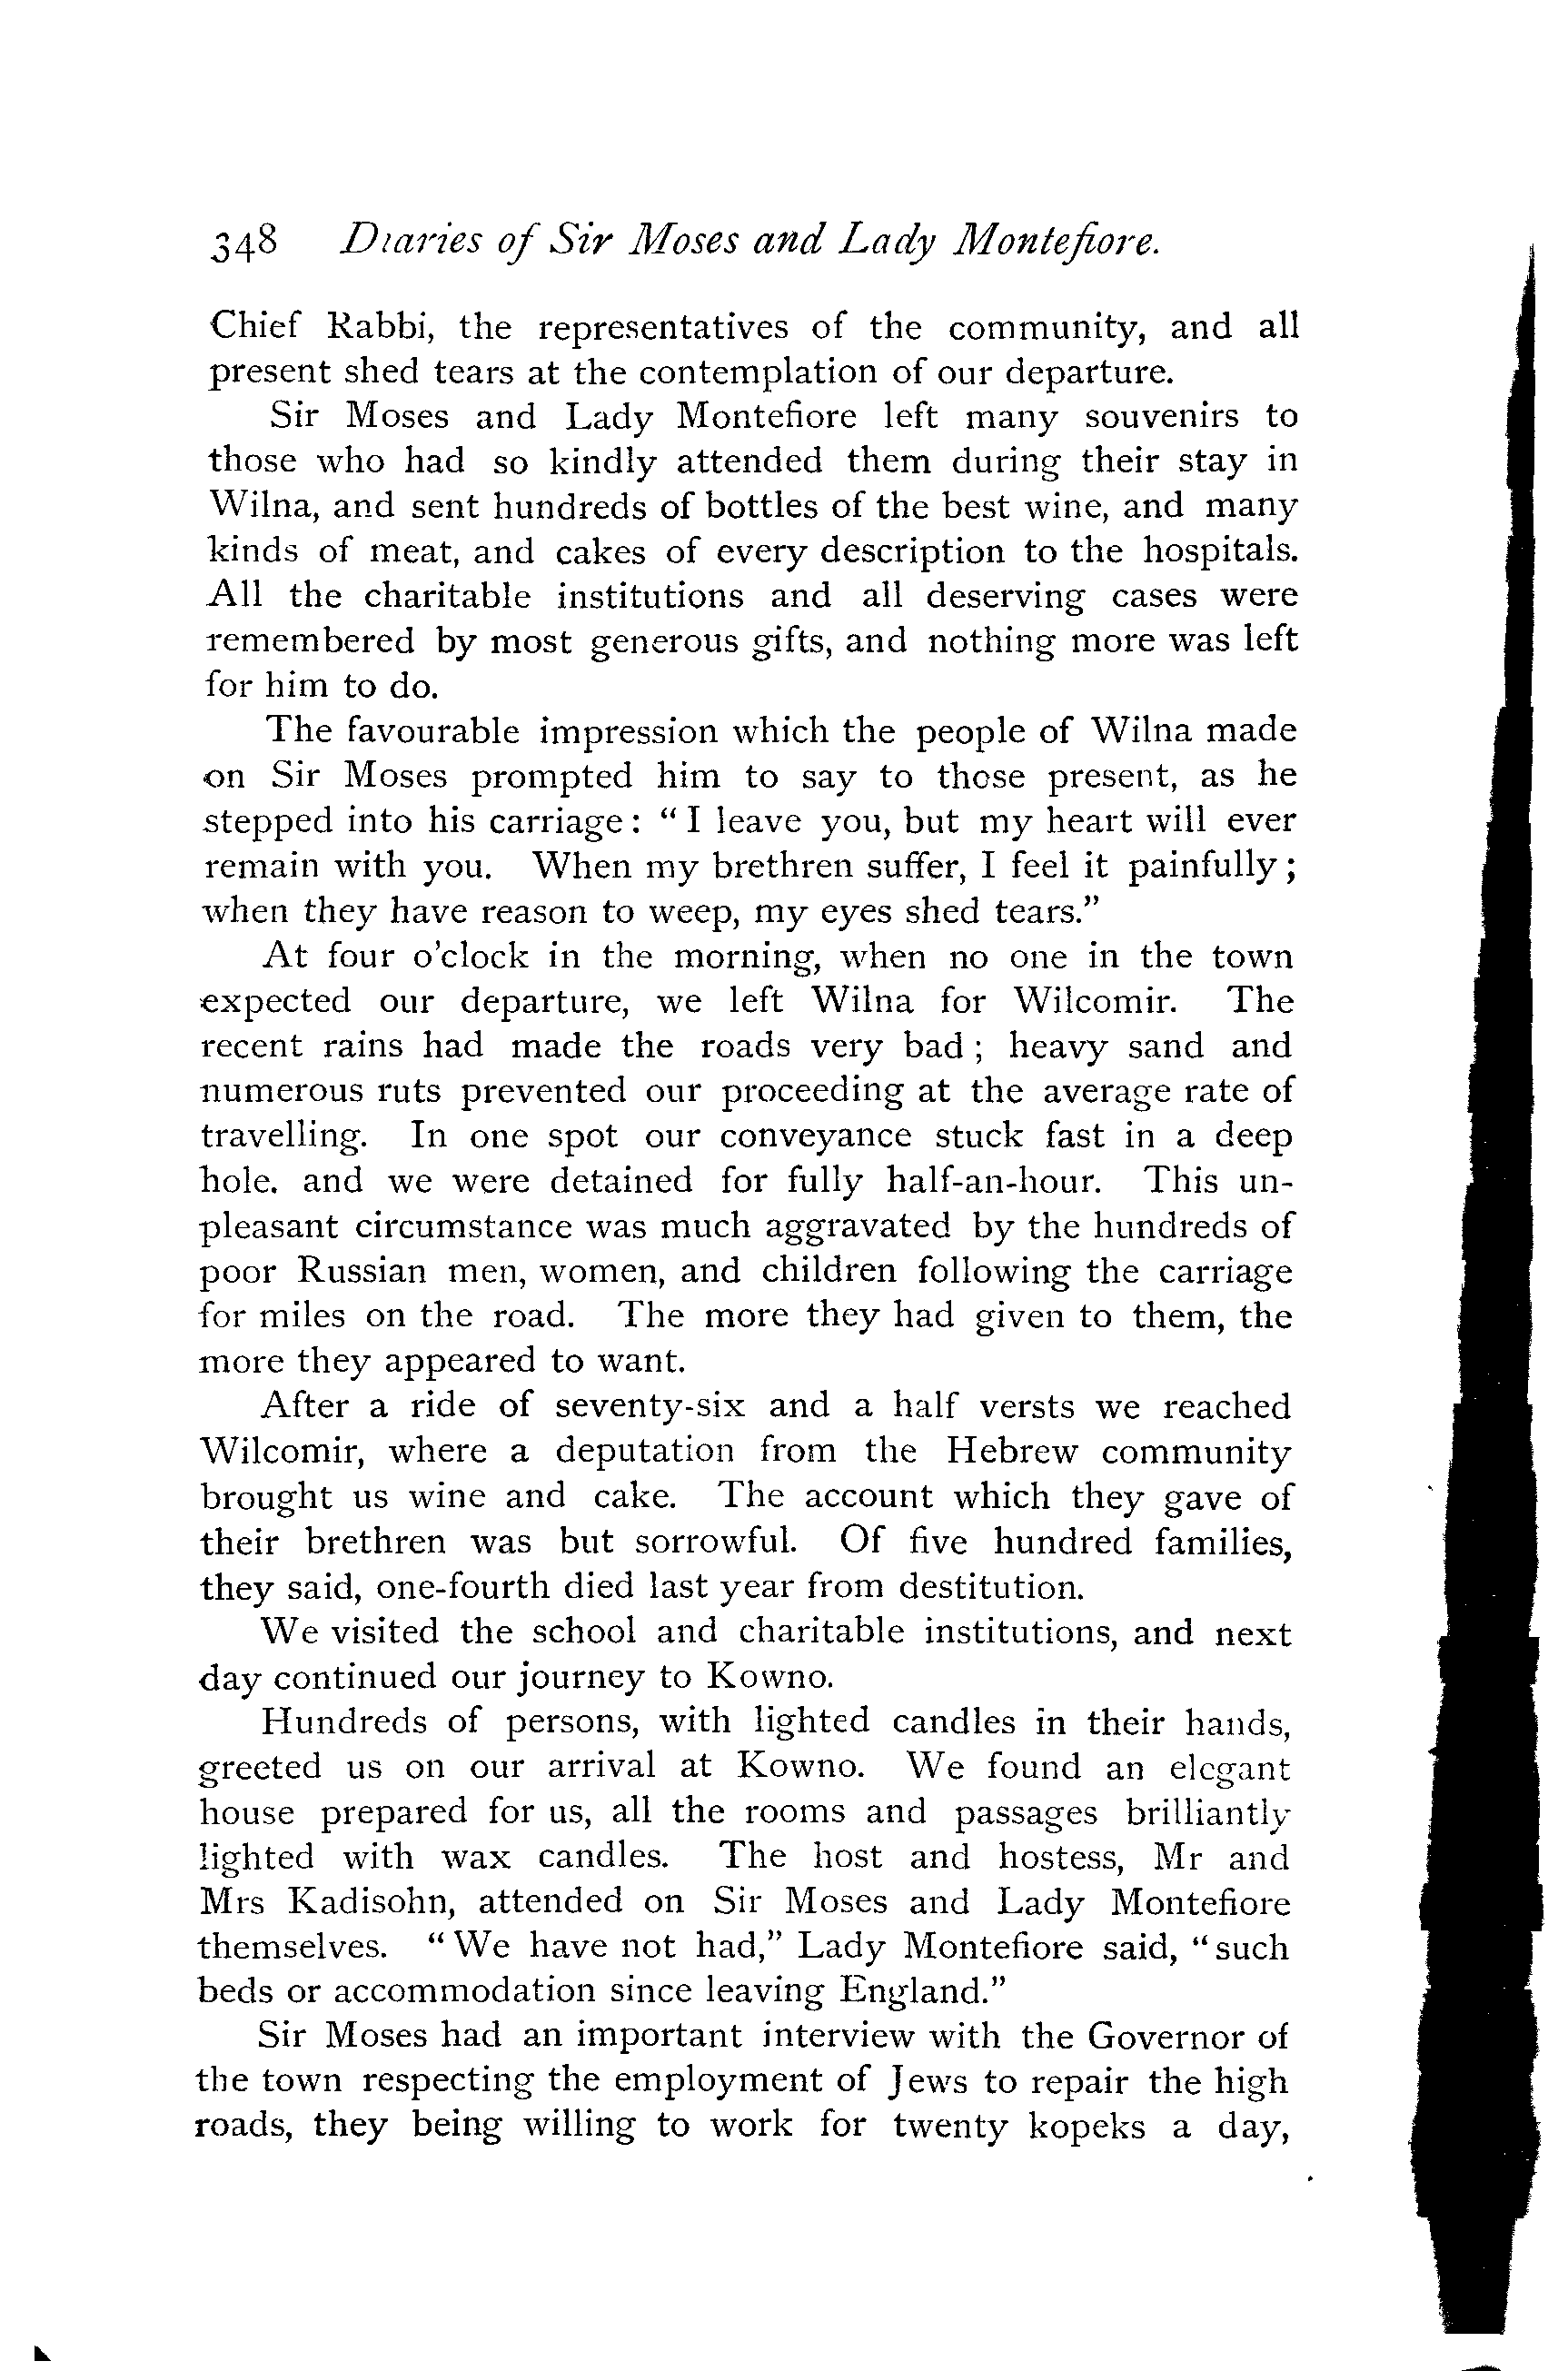 348 Diaries of Sir Moses and Lady Montefiore.
Chief Rabbi, the representatives of the community, and all
present shed tears at the contemplation of our departure.
Sir Moses and Lady Montefiore left many souvenirs to
those who had so kindly attended them during their stay in
Wilna, and sent hundreds of bottles of the best wine, and many
kinds of meat, and cakes of every description to the hospitals.
All the charitable institutions and all deserving cases were
remembered by most generous gifts, and nothing more was left
for him to do.
The favourable impression which the people of Wilna made
on Sir Moses prompted him to say to those present, as he
stepped into his carriage: “I leave you, but my heart will ever
remain with you. When my brethren suffer, I feel it painfully;
when they have reason to weep, my eyes shed tears.”
At four o'clock in the morning, when no one in the town
expected our departure, we left Wilna for Wilcomir. The
recent rains had made the roads very bad; heavy sand and
numerous ruts prevented our proceeding at the average rate of
travelling. In one spot our conveyance stuck fast in a deep
hole. and we were detained for fully half-an-hour. This un-
pleasant circumstance was much aggravated by the hundreds of
poor Russian men, women, and children following the carriage
for miles on the road. The more they had given to them, the
more they appeared to want.
After a ride of seventy-six and a half versts we reached
Wilcomir, where a deputation from the Hebrew community
brought us wine and cake. The account which they gave of
their brethren was but sorrowful. Of five hundred families,
they said, one-fourth died last year from destitution.
We visited the school and charitable institutions, and next
day continued our journey to Kowno.
Hundreds of persons, with lighted candles in their hands,
greeted us on our arrival at Kowno. We found an elegant
house prepared for us, all the rooms and passages brilliantly
lighted with wax candles. The host and hostess, Mr and
Mrs Kadisohn, attended on Sir Moses and Lady Montefiore
themselves. “We have not had,” Lady Montefiore said, “such
beds or accommodation since leaving England.”
Sir Moses had an important interview with the Governor of
the town respecting the employment of Jews to repair the high
roads, they being willing to work for twenty kopeks a day,